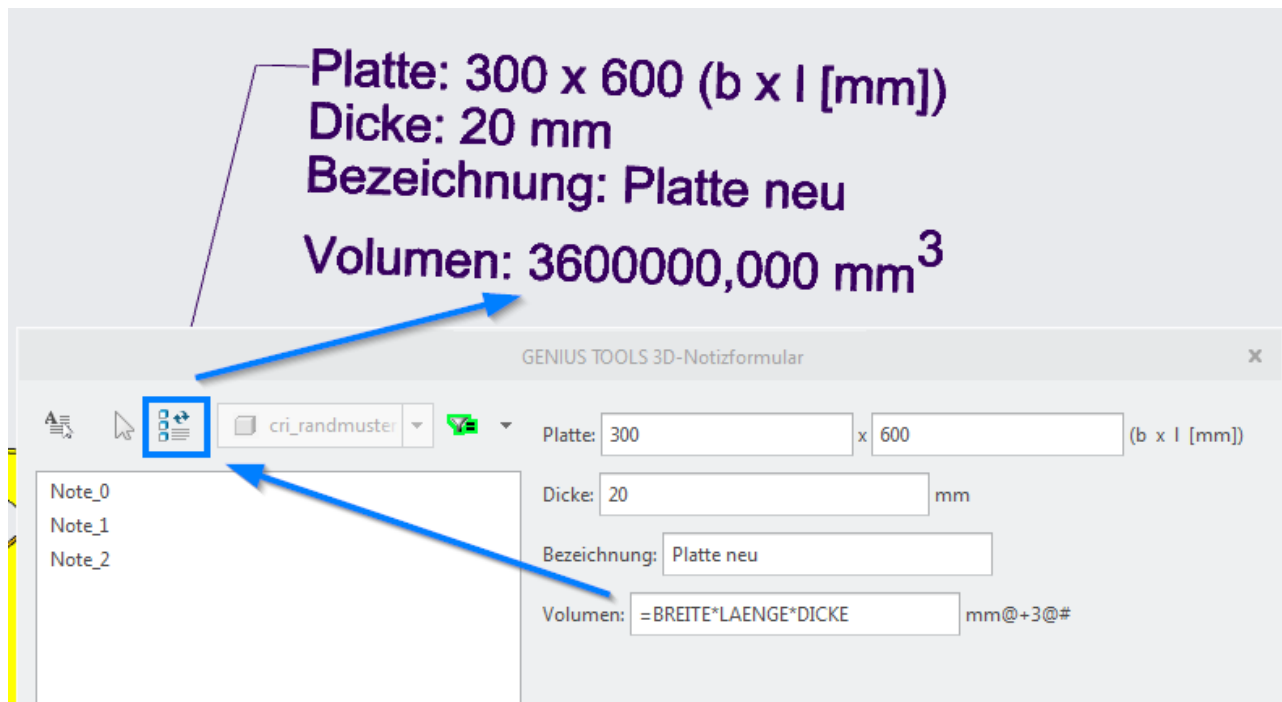 Platte: 300 x 600 (b x l [mm])
Dicke: 20 mm
Bezeichnung: Platte neu
Volumen: 3600000,000 mm³
GENIUS TOOLS 3D-Notizformular
cri_randmuster
Platte: 300 x 600 (b x l [mm])
Note_0
Note_1
Note_2
Dicke: 20 mm
Bezeichnung: Platte neu
Volumen: =BREITE*LAENGE*DICKE mm@+3@#